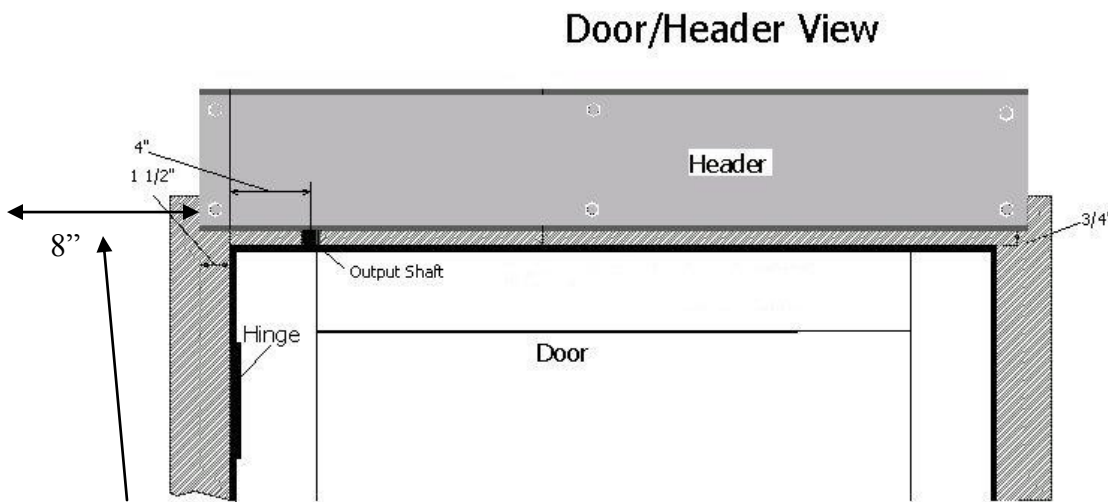 Door/Header View
4"
1 1/2"
Header
3/4"
8”
Output Shaft
Hinge
Door